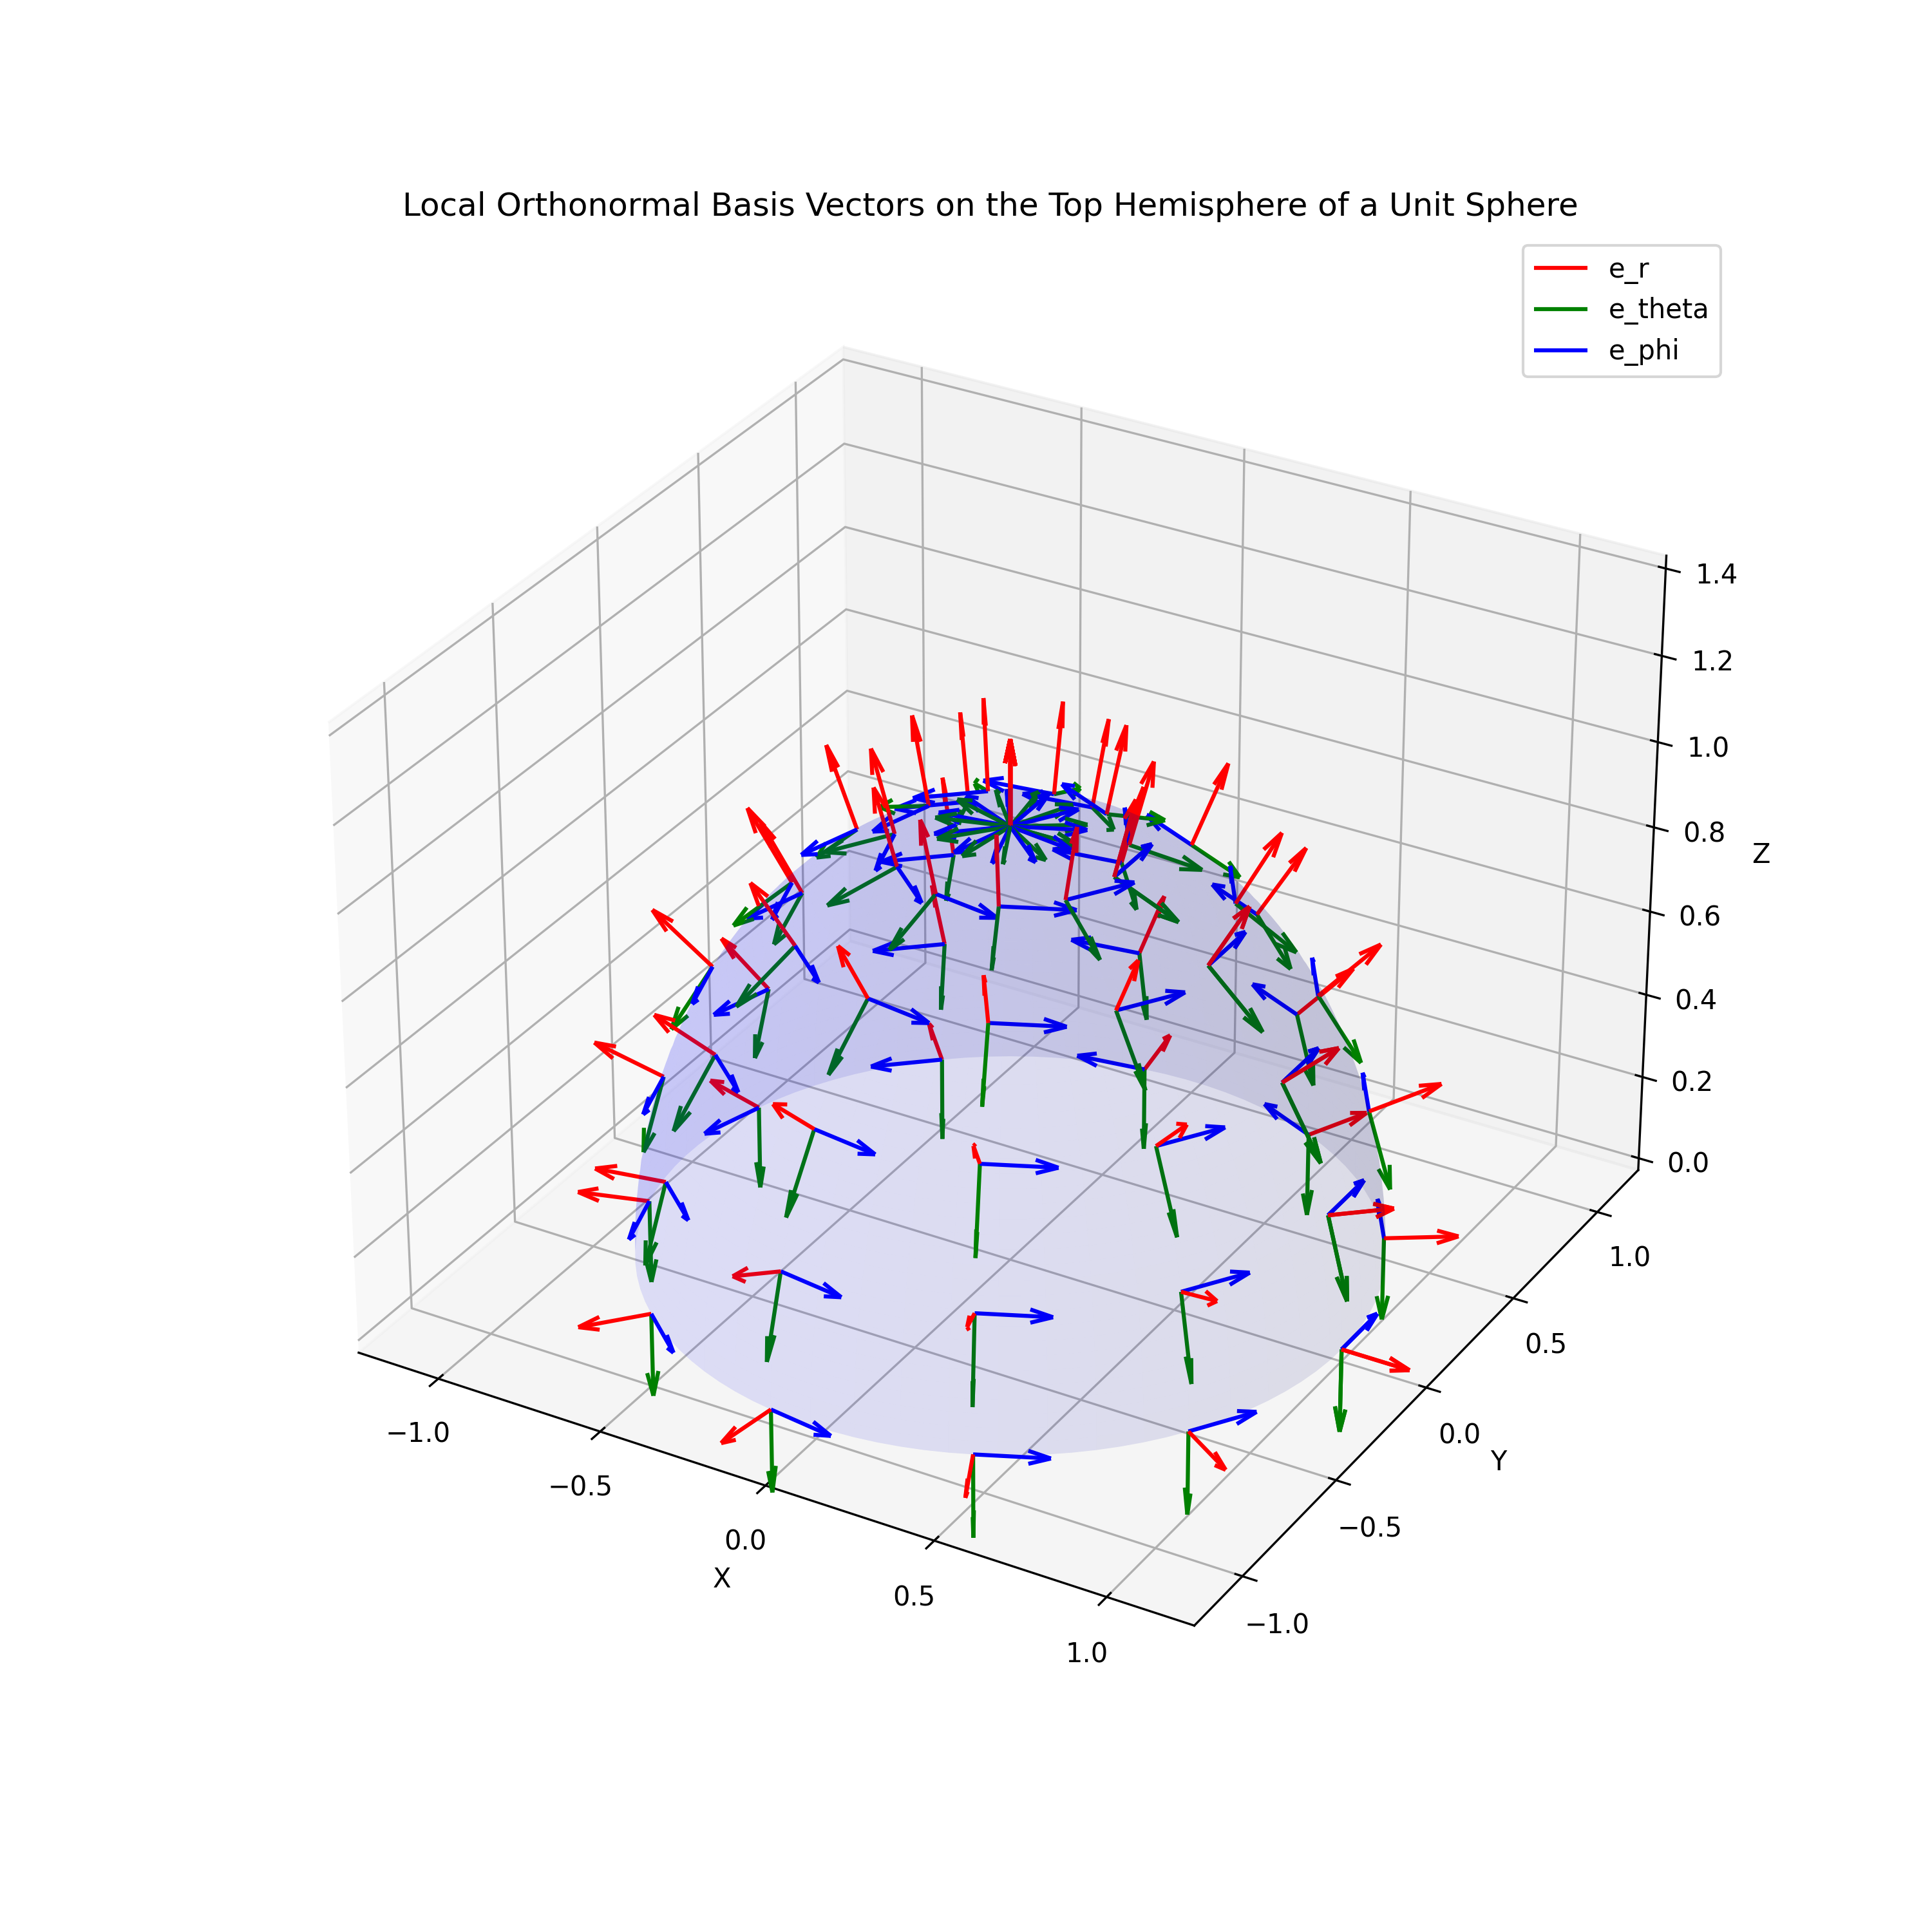 Local Orthonormal Basis Vectors on the Top Hemisphere of a Unit Sphere
e_r
e_theta
e_phi
1.4
1.2
1.0
0.8
0.6
0.4
0.2
0.0
Z
1.0
0.5
0.0
−0.5
−1.0
Y
−1.0
−0.5
0.0
0.5
1.0
X